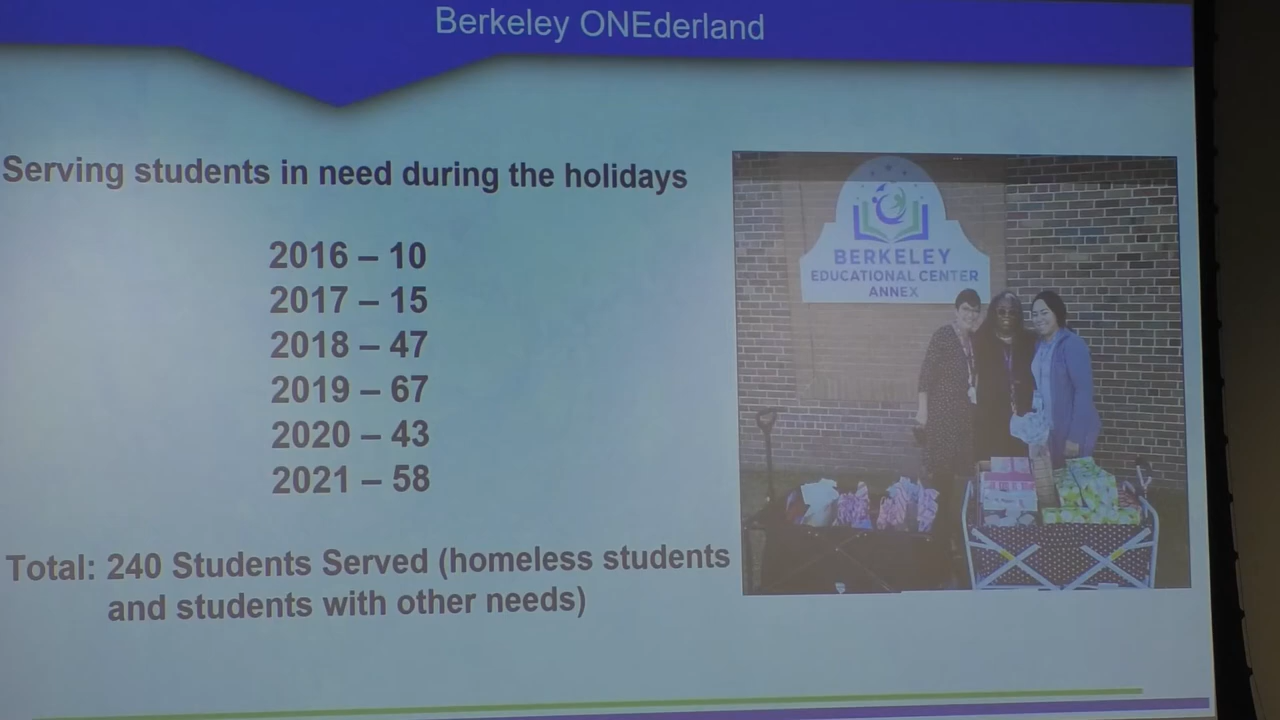 Berkeley ONEderland
Serving students in need during the holidays
2016 – 10
2017 – 15
2018 – 47
2019 – 67
2020 – 43
2021 – 58
Total: 240 Students Served (homeless students
and students with other needs)
BERKELEY
EDUCATIONAL CENTER
ANNEX